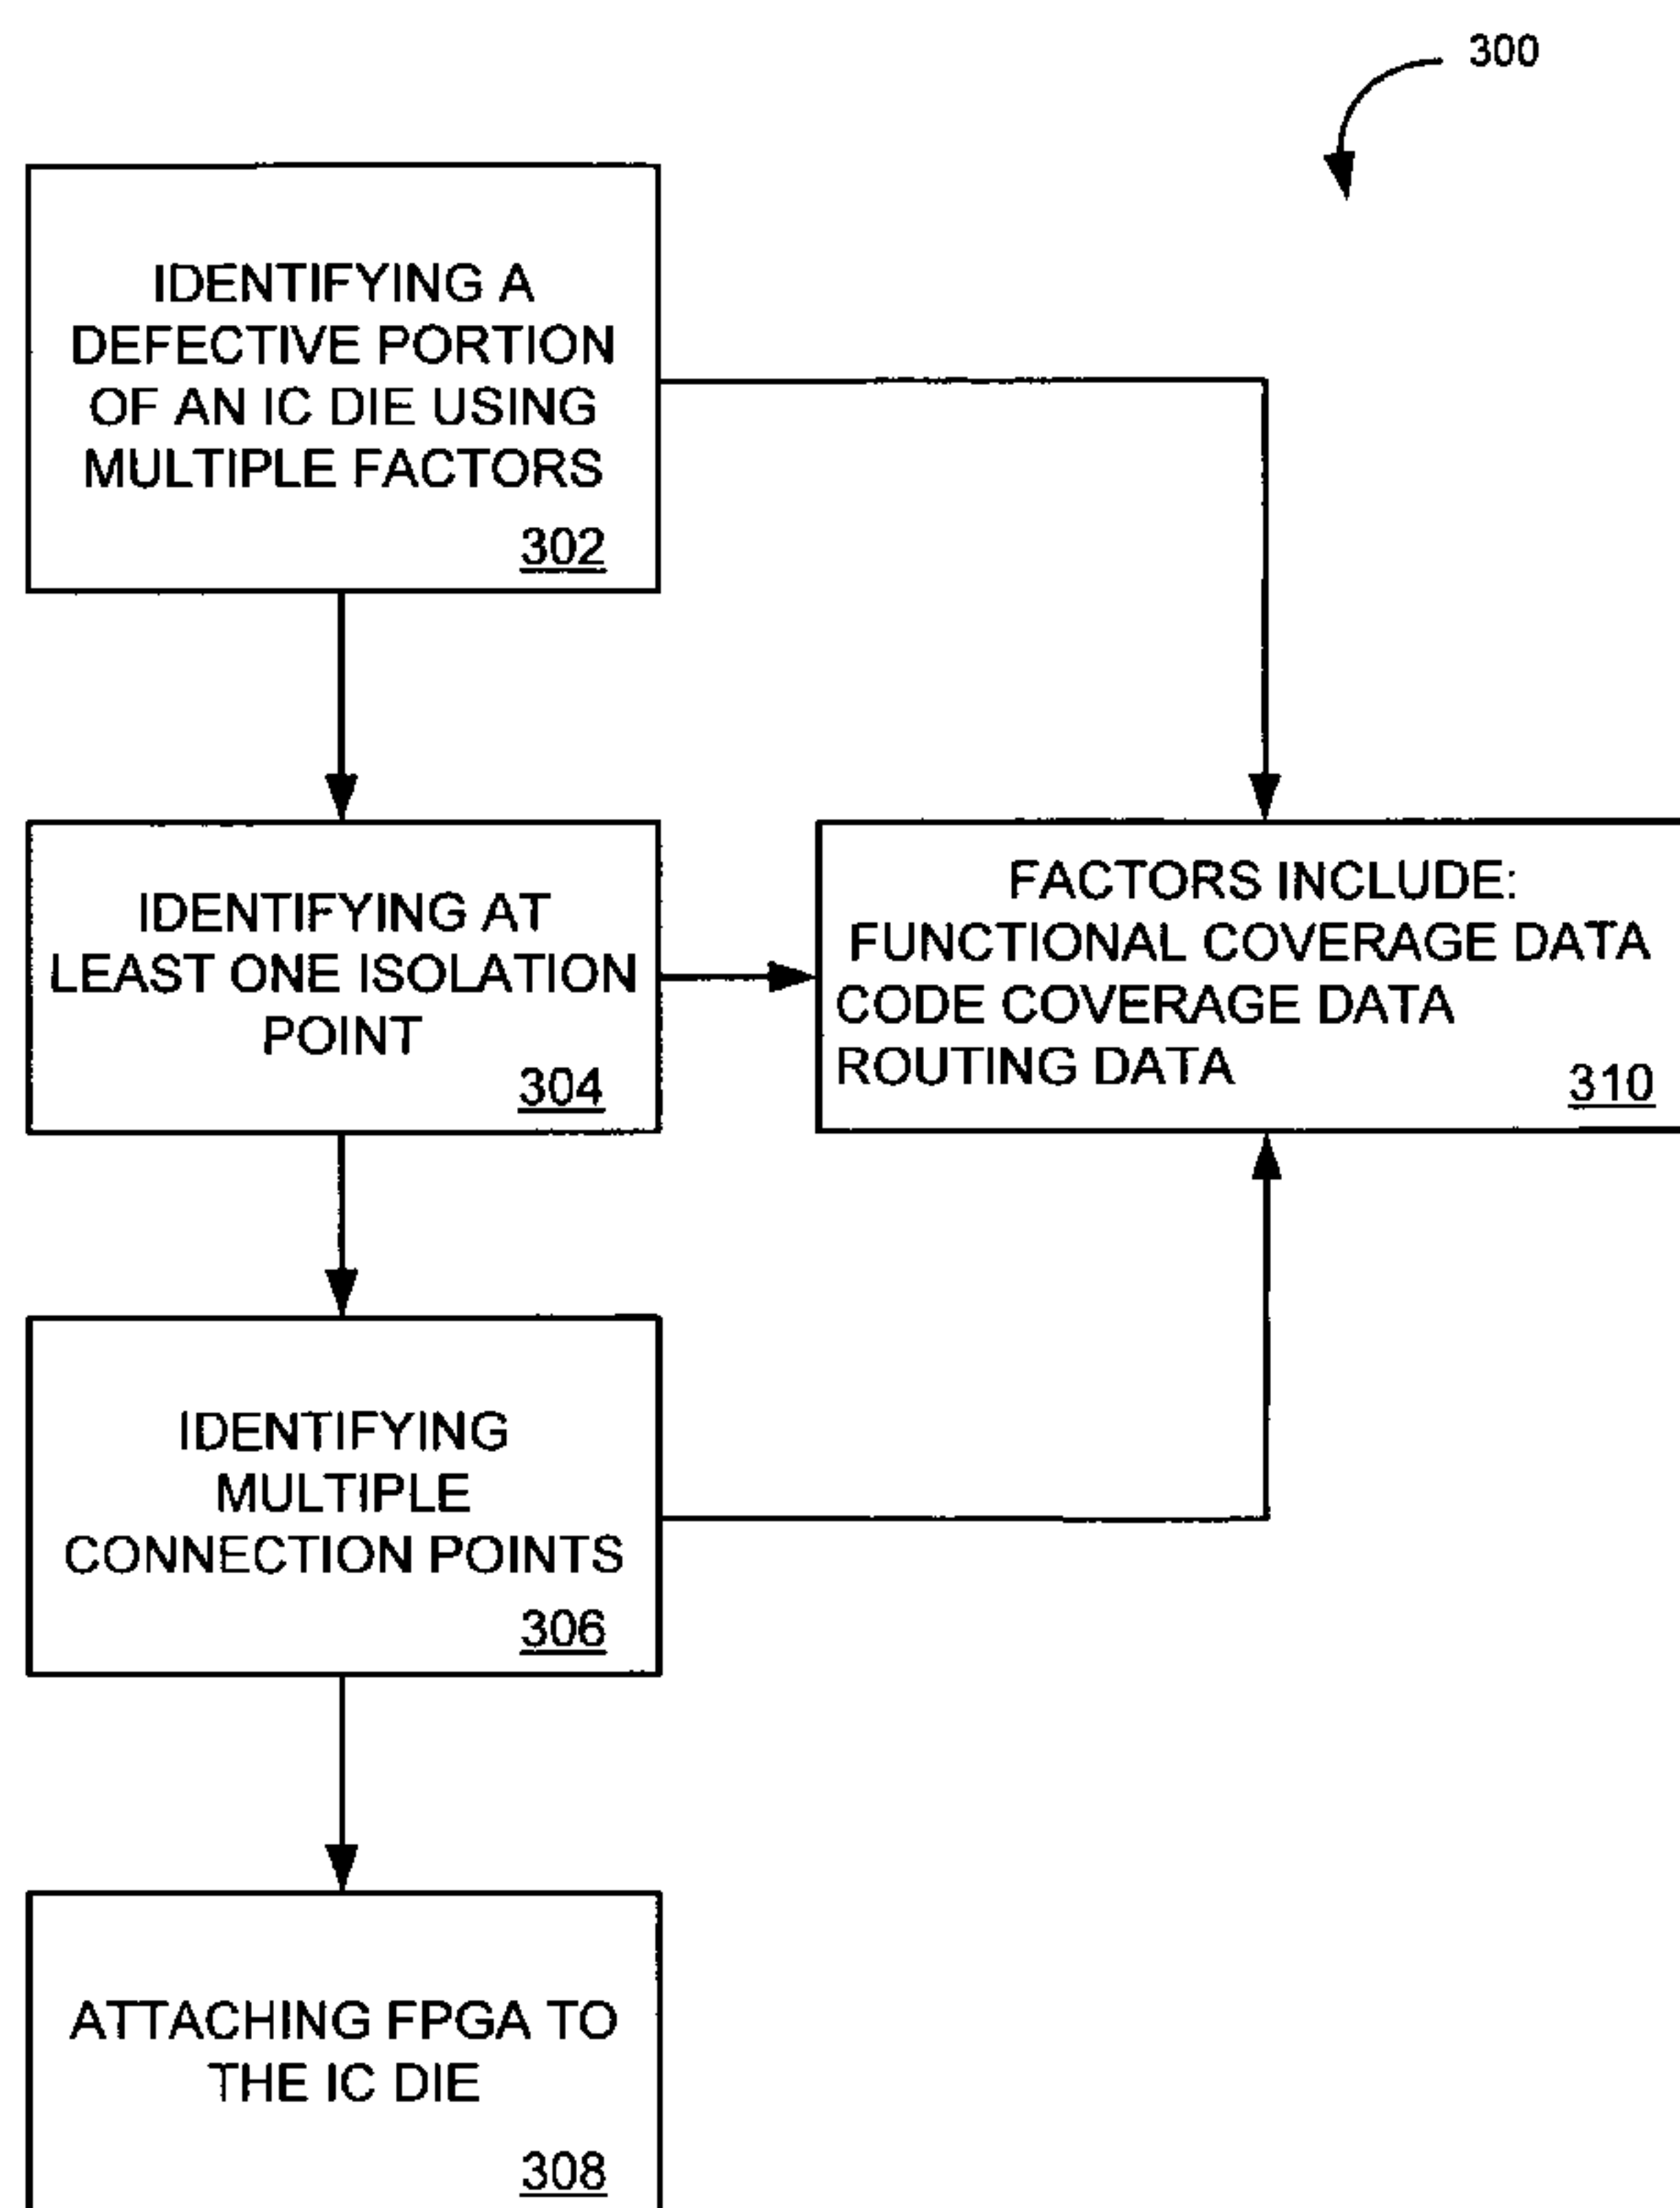 300
IDENTIFYING A
DEFECTIVE PORTION
OF AN IC DIE USING
MULTIPLE FACTORS
302
IDENTIFYING AT
LEAST ONE ISOLATION
POINT
304
FACTORS INCLUDE:
FUNCTIONAL COVERAGE DATA
CODE COVERAGE DATA
ROUTING DATA
310
IDENTIFYING
MULTIPLE
CONNECTION POINTS
306
ATTACHING FPGA TO
THE IC DIE
308